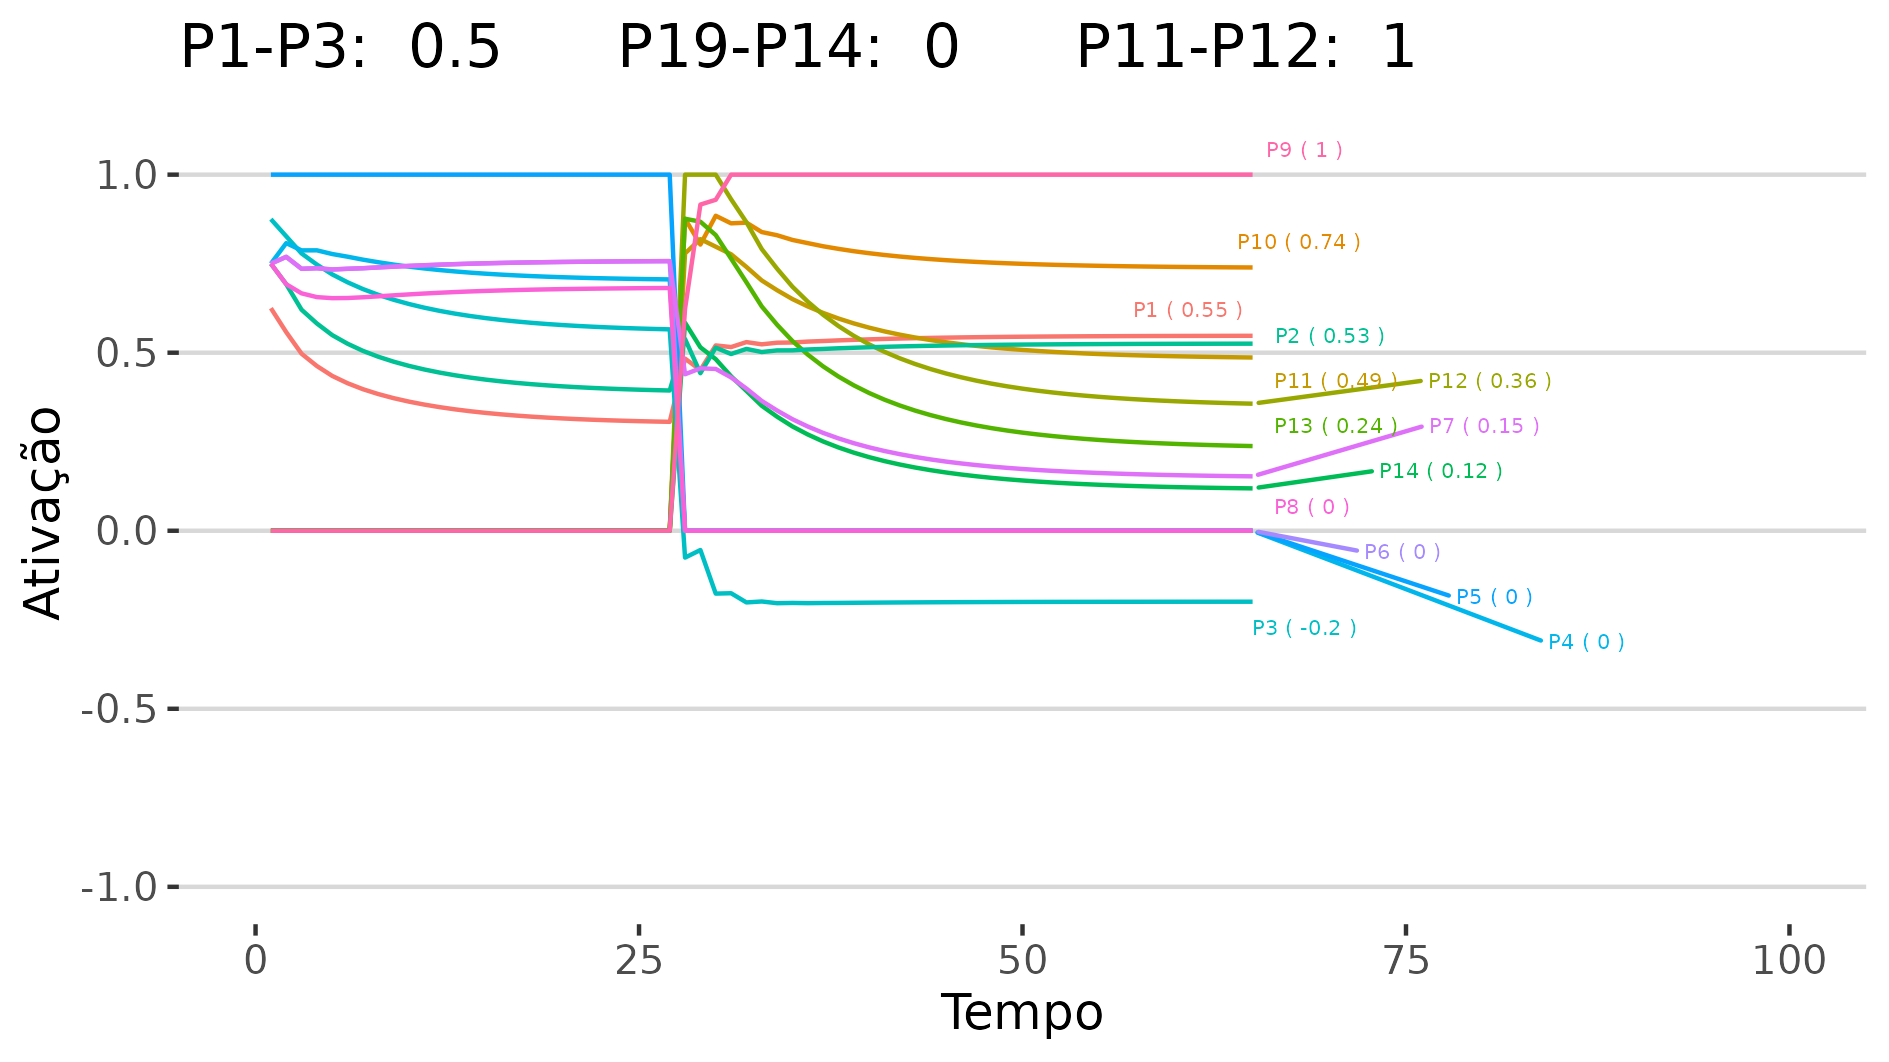 P1-P3: 0.5 P19-P14: 0 P11-P12: 1
P9 ( 1 )
1.0
P10 ( 0.74 )
P1 ( 0.55 )
P2 ( 0.53 )
0.5
P11 ( 0.49 ) P12 ( 0.36 )
P13 ( 0.24 ) P7 ( 0.15 )
P14 ( 0.12 )
P8 ( 0 )
0.0
P6 ( 0 )
P5 ( 0 )
P3 ( -0.2 )
P4 ( 0 )
-0.5
-1.0
Ativação
0 25 50 75 100
Tempo